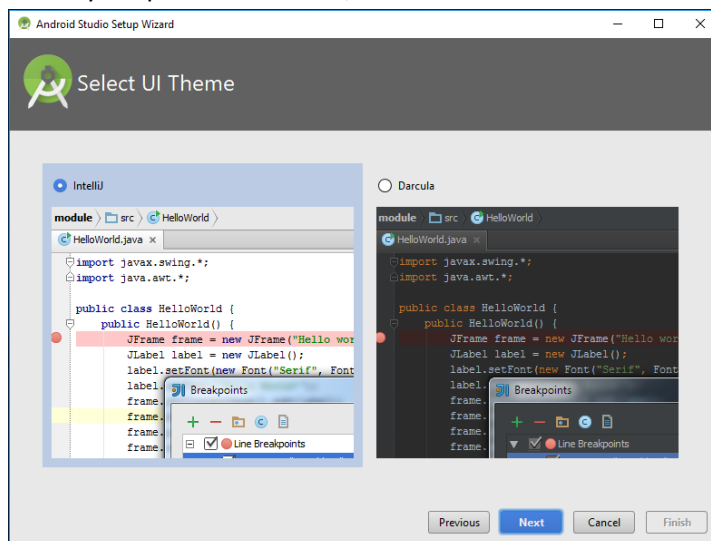 Android Studio Setup Wizard
Select UI Theme
IntelliJ
module src HelloWorld
HelloWorld.java
import javax.swing.*;
import java.awt.*;
public class HelloWorld {
public HelloWorld() {
JFrame frame = new JFrame("Hello wor
JLabel label = new JLabel();
label.setFont(new Font("Serif", Font
label.
frame.
frame.
frame.
frame.
Breakpoints
Line Breakpoints
Darcula
module src HelloWorld
HelloWorld.java
import javax.swing.*;
import java.awt.*;
public class HelloWorld {
public HelloWorld() {
JFrame frame = new JFrame("Hello wor
JLabel label = new JLabel();
label.setFont(new Font("Serif", Font
label.
frame.
frame.
frame.
frame.
Breakpoints
Line Breakpoints
Previous
Next
Cancel
Finish